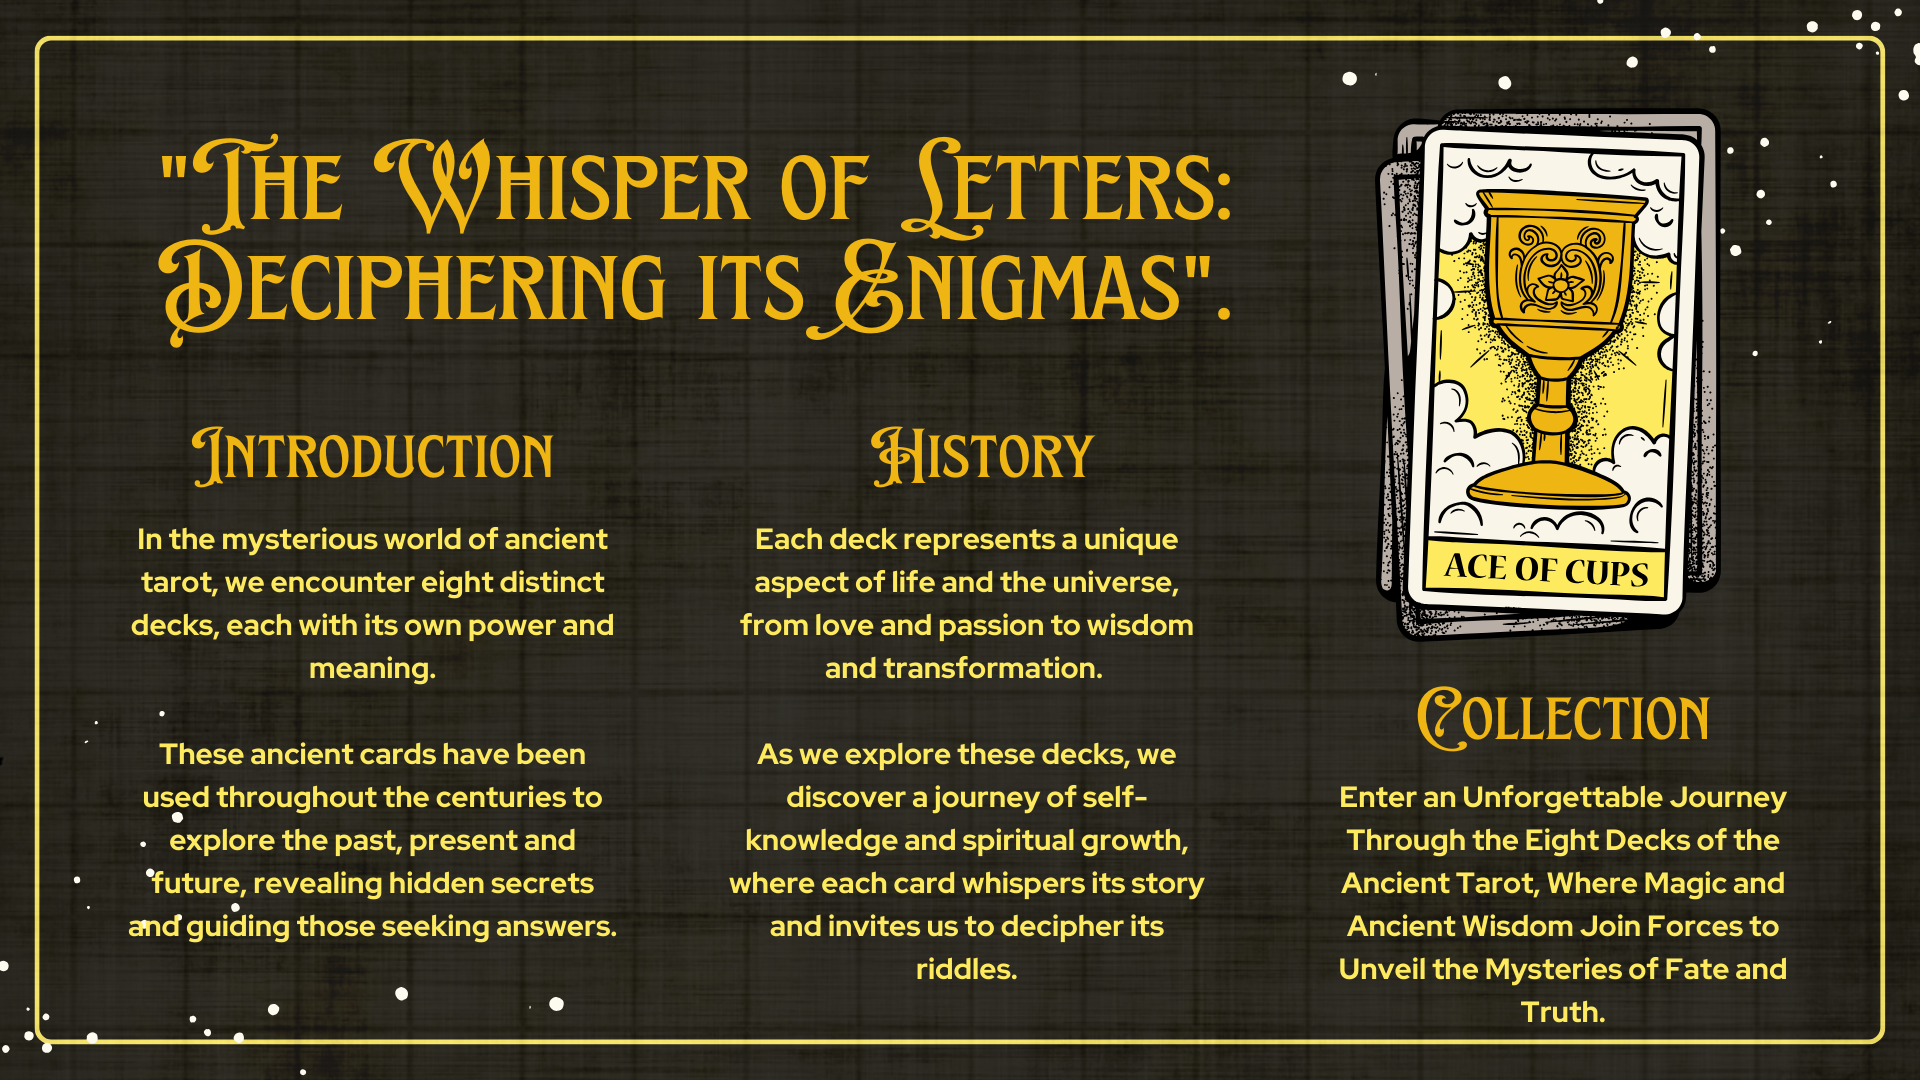 "The Whisper of Letters:
Deciphering its Enigmas".
Introduction
In the mysterious world of ancient
tarot, we encounter eight distinct
decks, each with its own power and
meaning.
These ancient cards have been
used throughout the centuries to
explore the past, present and
future, revealing hidden secrets
and guiding those seeking answers.
History
Each deck represents a unique
aspect of life and the universe,
from love and passion to wisdom
and transformation.
As we explore these decks, we
discover a journey of self-
knowledge and spiritual growth,
where each card whispers its story
and invites us to decipher its
riddles.
ACE OF CUPS
Collection
Enter an Unforgettable Journey
Through the Eight Decks of the
Ancient Tarot, Where Magic and
Ancient Wisdom Join Forces to
Unveil the Mysteries of Fate and
Truth.